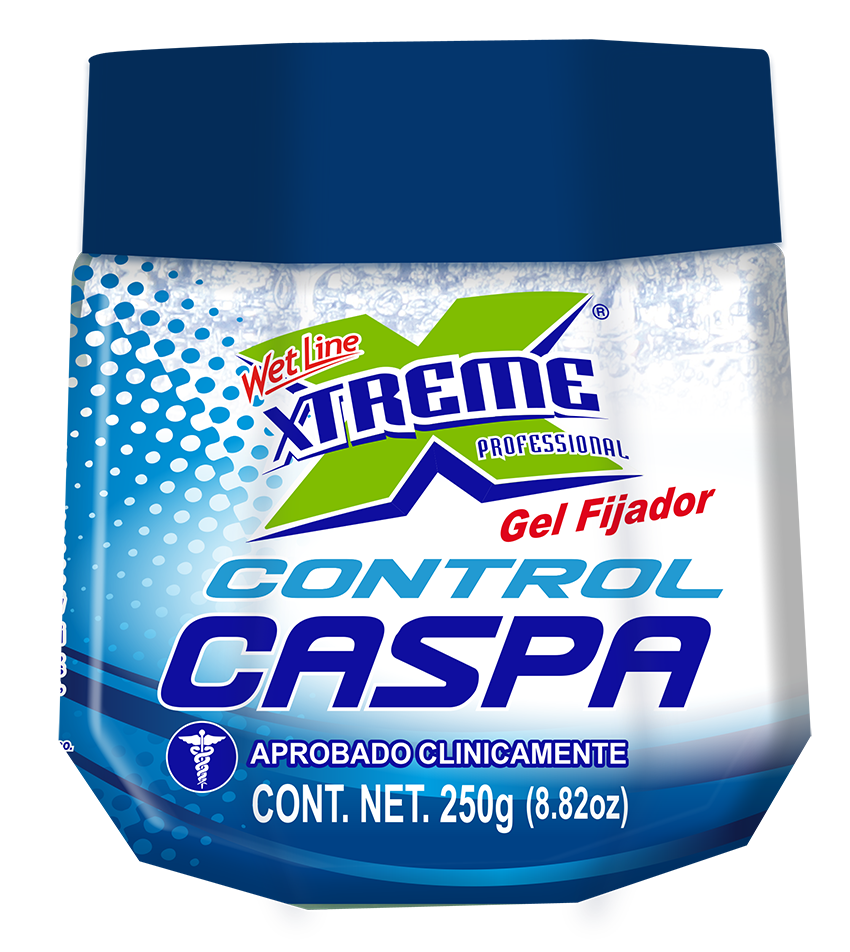 Wet Line
XTREME
®
PROFESSIONAL
Gel Fijador
CONTROL
CASPA
APROBADO CLINICAMENTE
CONT. NET. 250g (8.82oz)